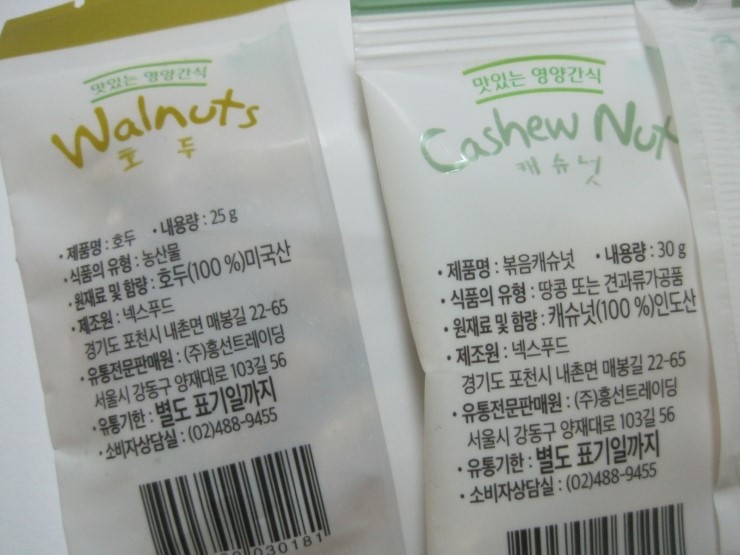 맛있는 영양간식
Walnuts
호 두
• 제품명 : 호두 • 내용량 : 25 g
• 식품의 유형 : 농산물
• 원재료 및 함량 : 호두(100 %)미국산
• 제조원 : 넥스푸드
경기도 포천시 내촌면 매봉길 22-65
• 유통전문판매원 : (주)홍선트레이딩
서울시 강동구 양재대로 103길 56
• 유통기한 : 별도 표기일까지
• 소비자상담실 : (02)488-9455
030181
맛있는 영양간식
Cashew Nut
캐슈넛
• 제품명 : 볶음캐슈넛 • 내용량 : 30 g
• 식품의 유형 : 땅콩 또는 견과류가공품
• 원재료 및 함량 : 캐슈넛(100 %)인도산
• 제조원 : 넥스푸드
경기도 포천시 내촌면 매봉길 22-65
• 유통전문판매원 : (주)홍선트레이딩
서울시 강동구 양재대로 103길 56
• 유통기한 : 별도 표기일까지
• 소비자상담실 : (02)488-9455